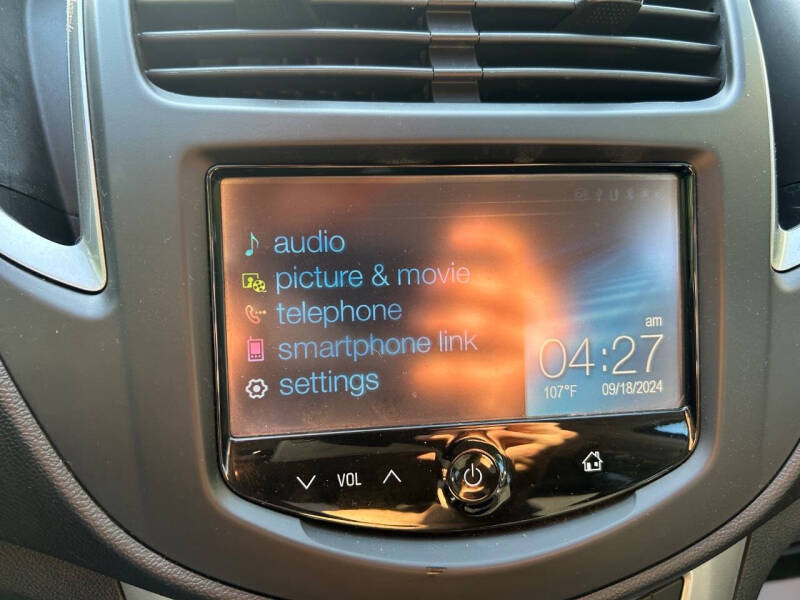 audio
picture & movie
telephone
smartphone link
settings
am
04:27
107°F 09/18/2024
VOL